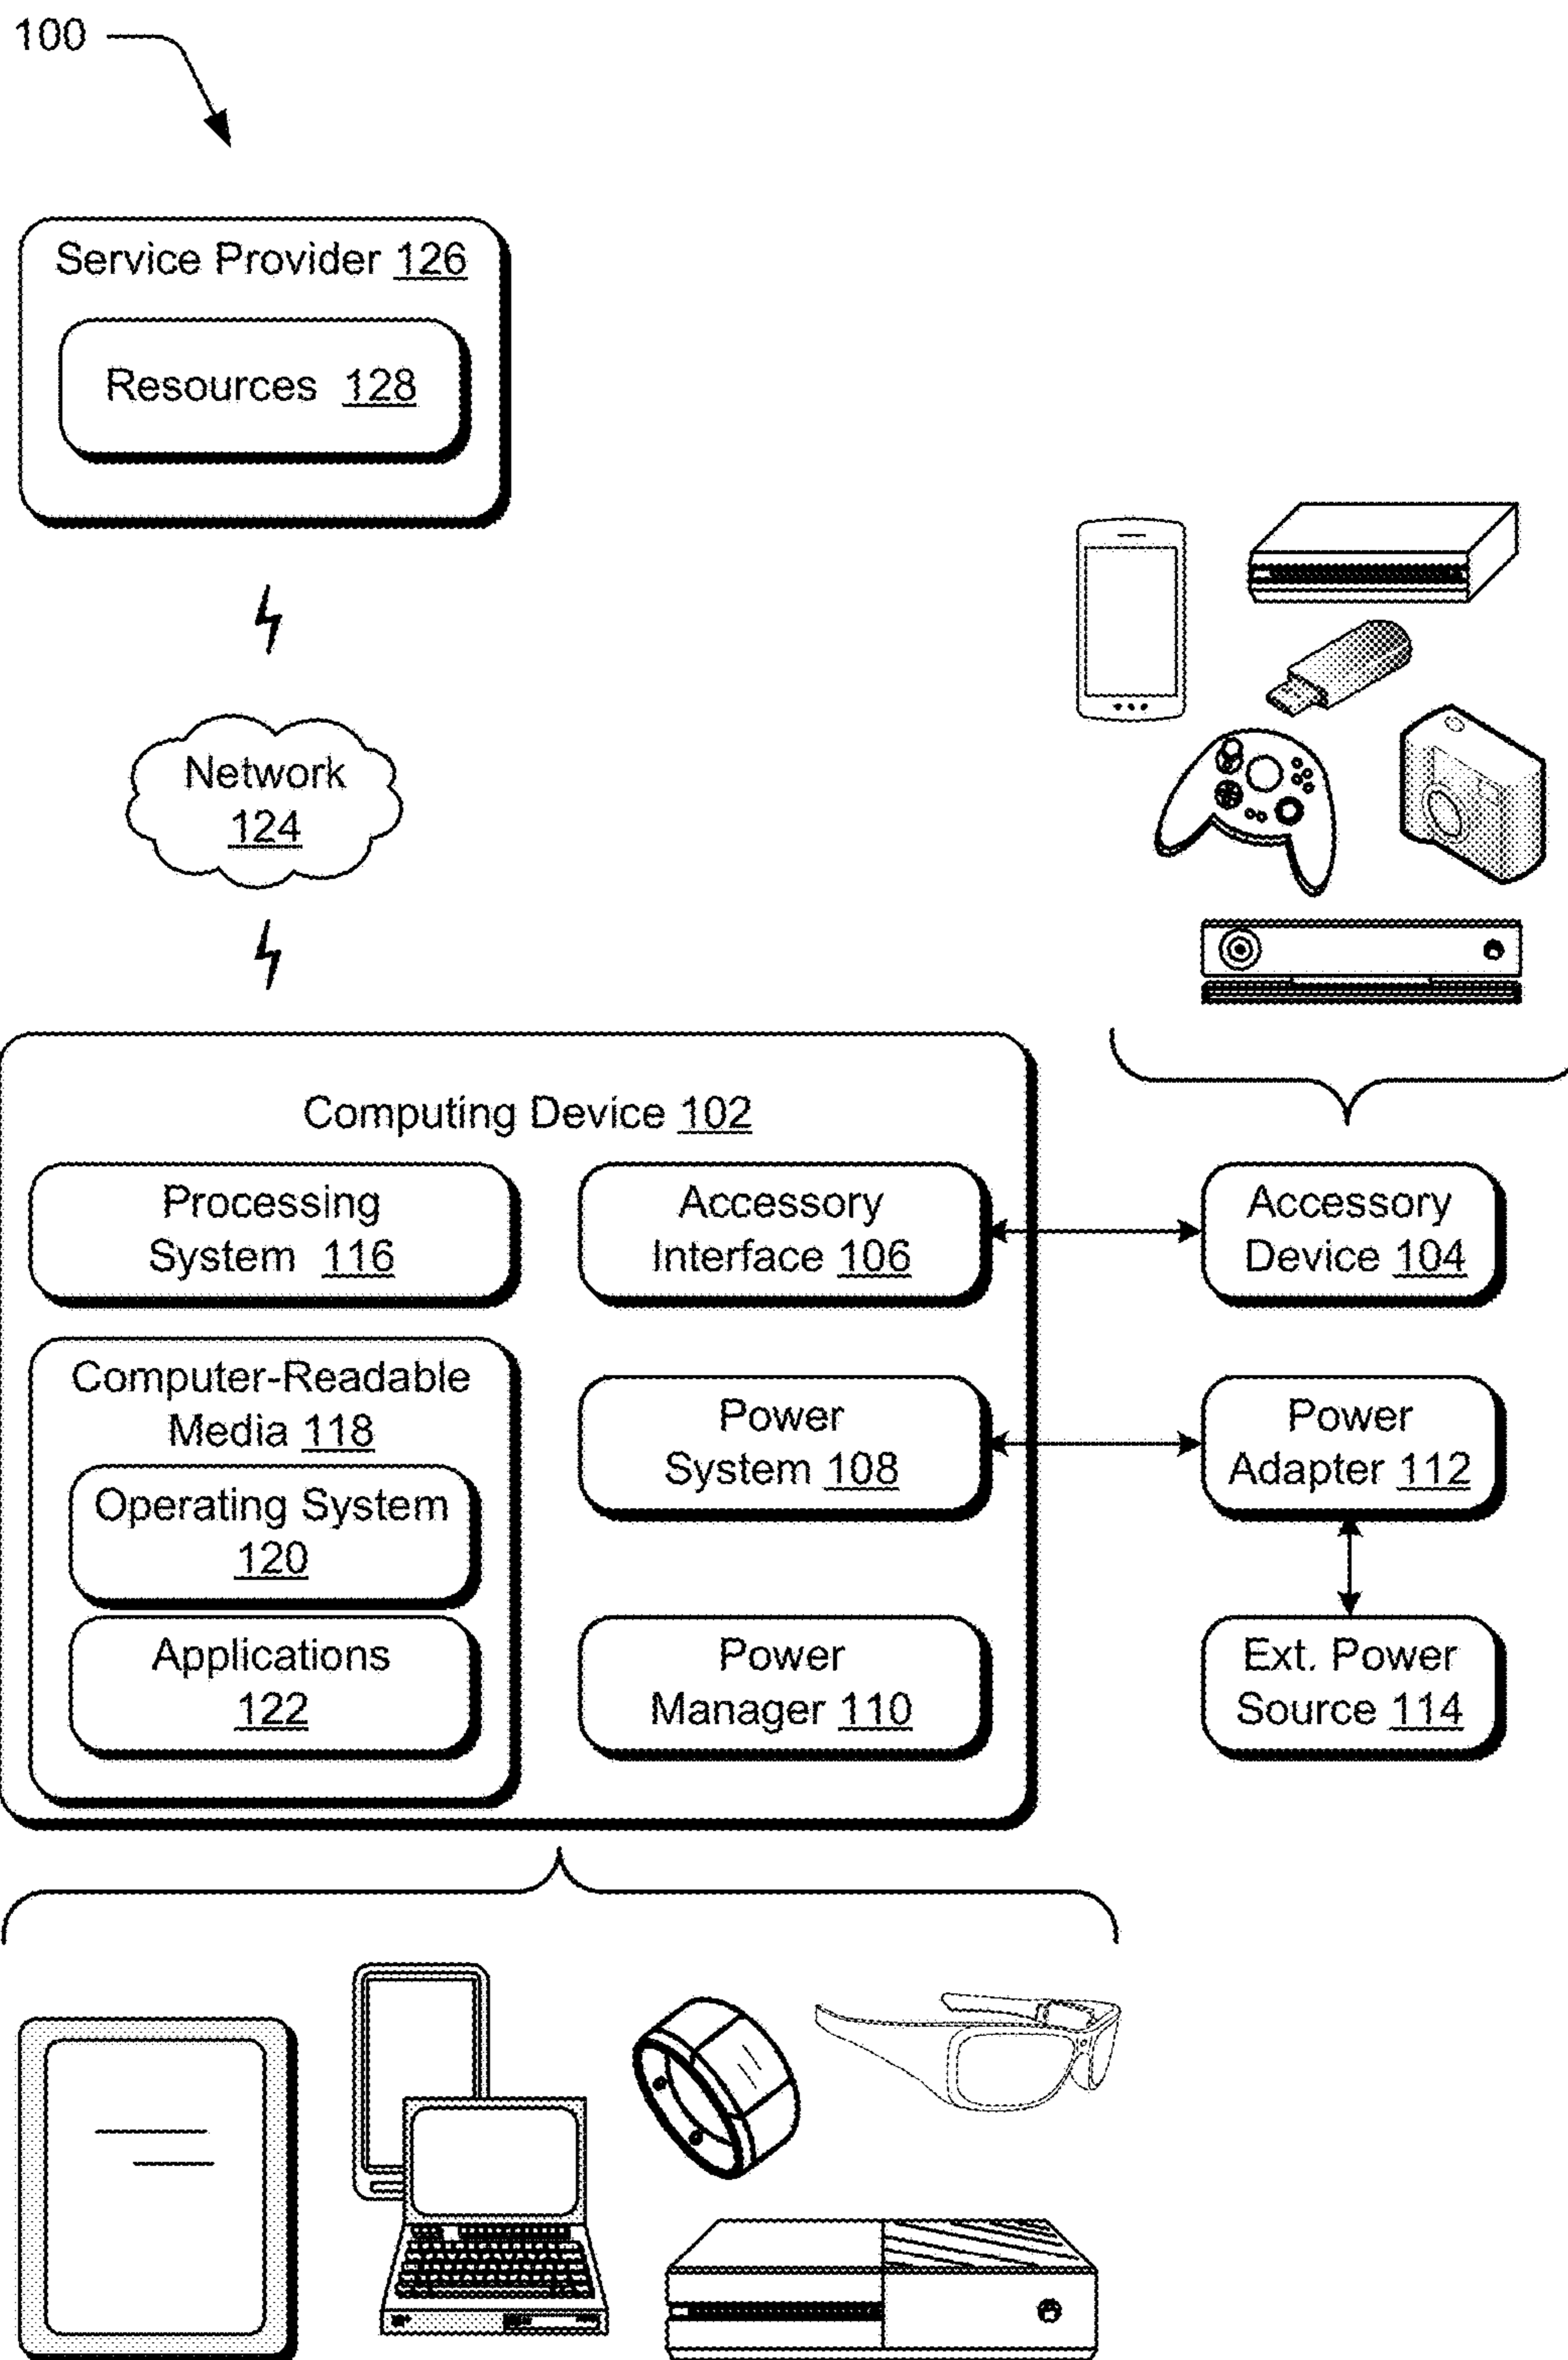 100
Service Provider 126
Resources 128
Network
124
Computing Device 102
Processing
System 116
Accessory
Interface 106
Accessory
Device 104
Computer-Readable
Media 118
Operating System
120
Applications
122
Power
System 108
Power
Adapter 112
Power
Manager 110
Ext. Power
Source 114